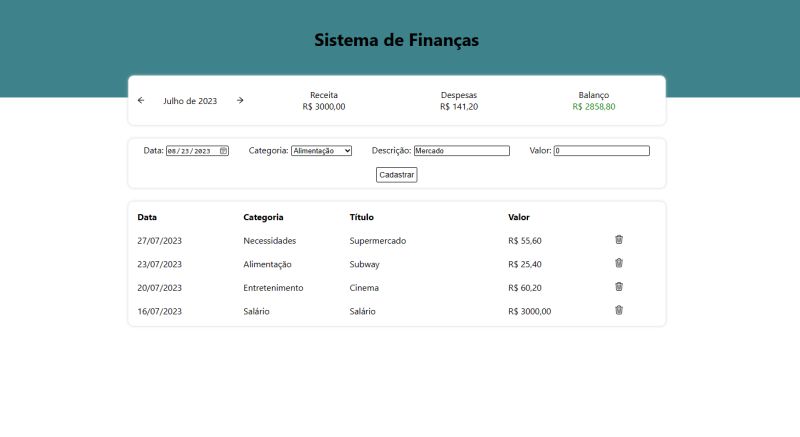 Sistema de Finanças
Julho de 2023
Receita
R$ 3000,00
Despesas
R$ 141,20
Balanço
R$ 2858,80
Data: 08/23/2023 Categoria: Alimentação Descrição: Mercado Valor: 0
Cadastrar
Data Categoria Título Valor
27/07/2023 Necessidades Supermercado R$ 55,60
23/07/2023 Alimentação Subway R$ 25,40
20/07/2023 Entretenimento Cinema R$ 60,20
16/07/2023 Salário Salário R$ 3000,00